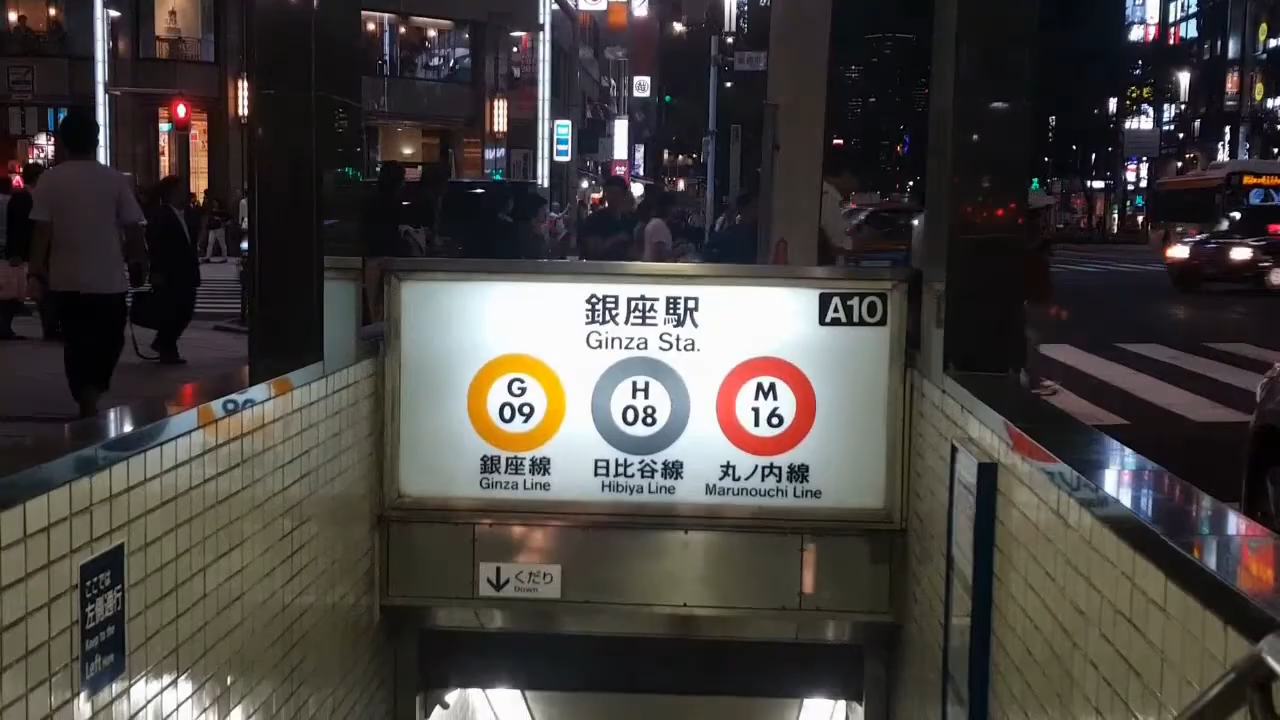 銀座駅
Ginza Sta.
A10
G
09
H
08
M
16
銀座線
Ginza Line
日比谷線
Hibiya Line
丸ノ内線
Marunouchi Line
くだり
Down
ここでは
左側通行
Keep to the
Left here